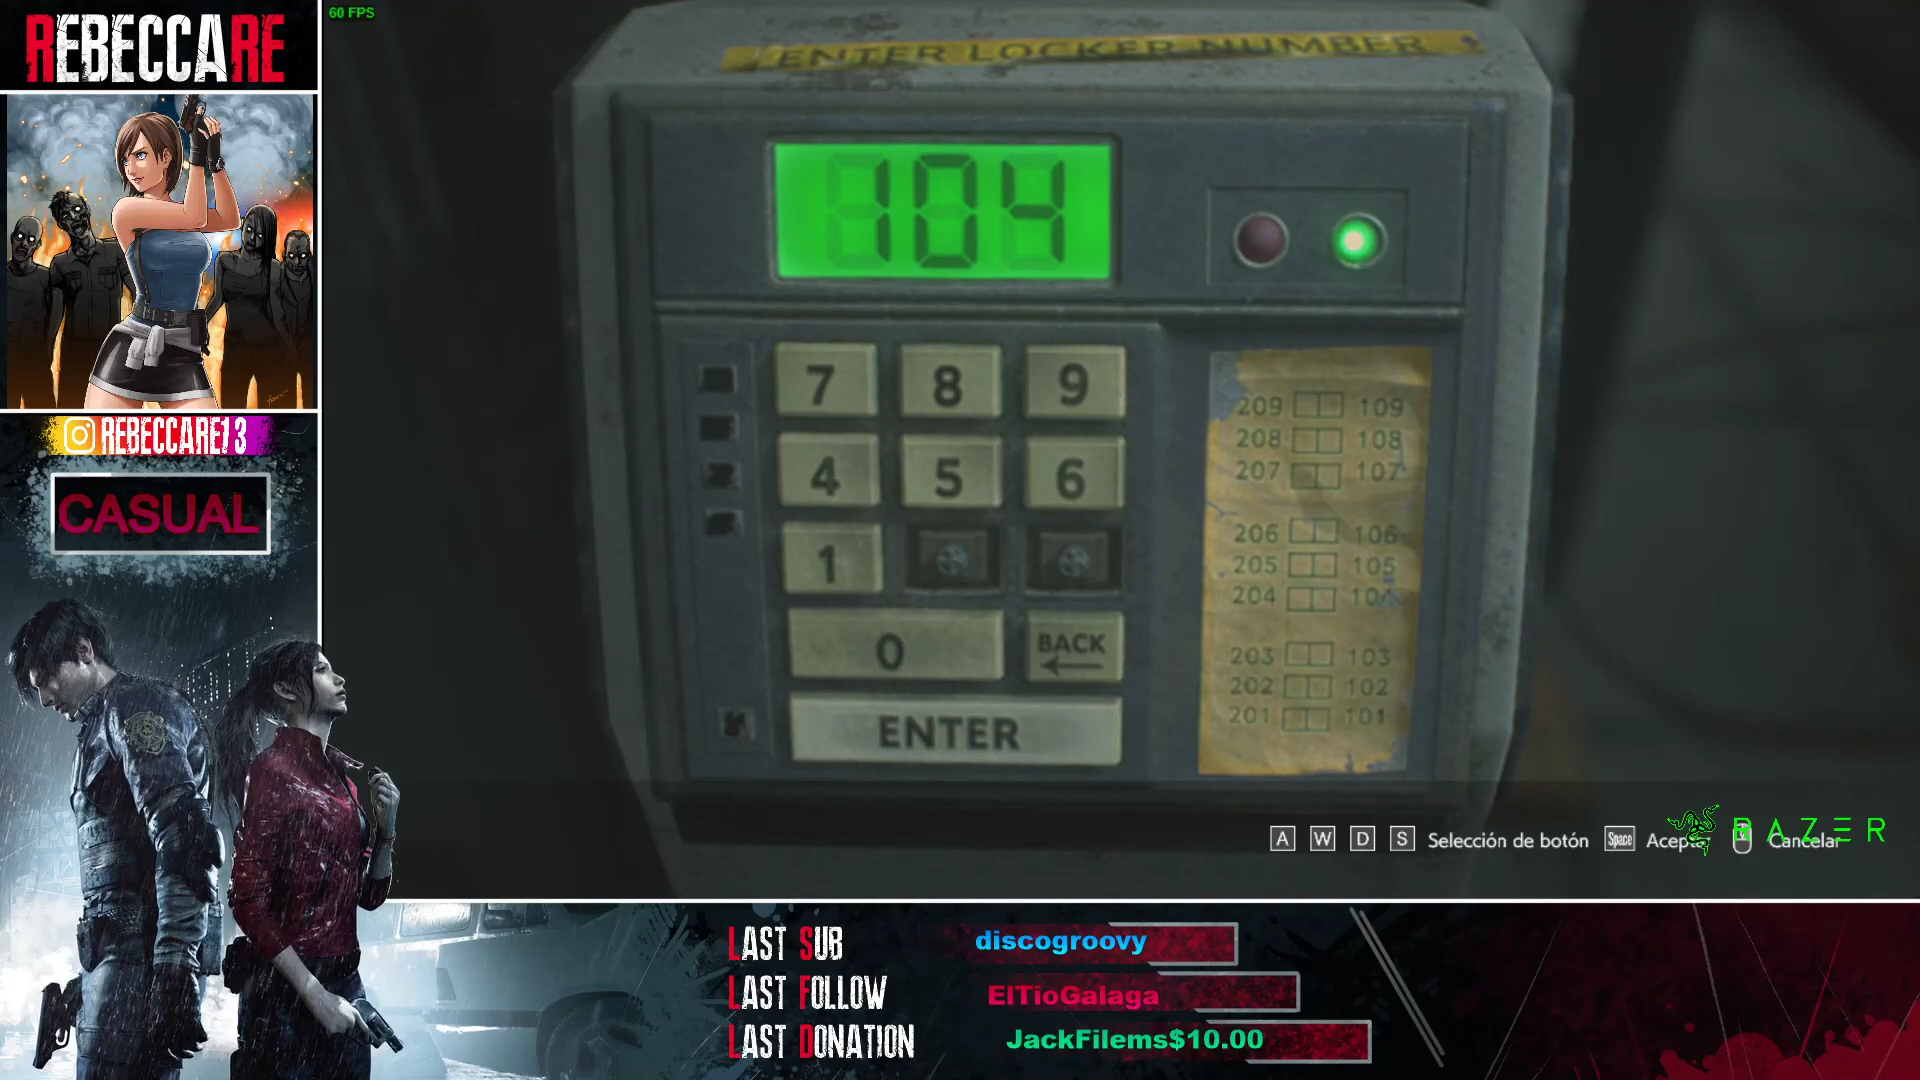 REBECCARE
60 FPS
ENTER LOCKER NUMBER
104
REBECCARE13
CASUAL
7 8 9
4 5 6
1
0 BACK
ENTER
209 109
208 108
207 107
206 106
205 105
204 104
203 103
202 102
201 101
A W D S Selección de botón Space Cancelar
RAZER
LAST SUB discogroovy
LAST FOLLOW ElTioGalaga
LAST DONATION JackFilems$10.00